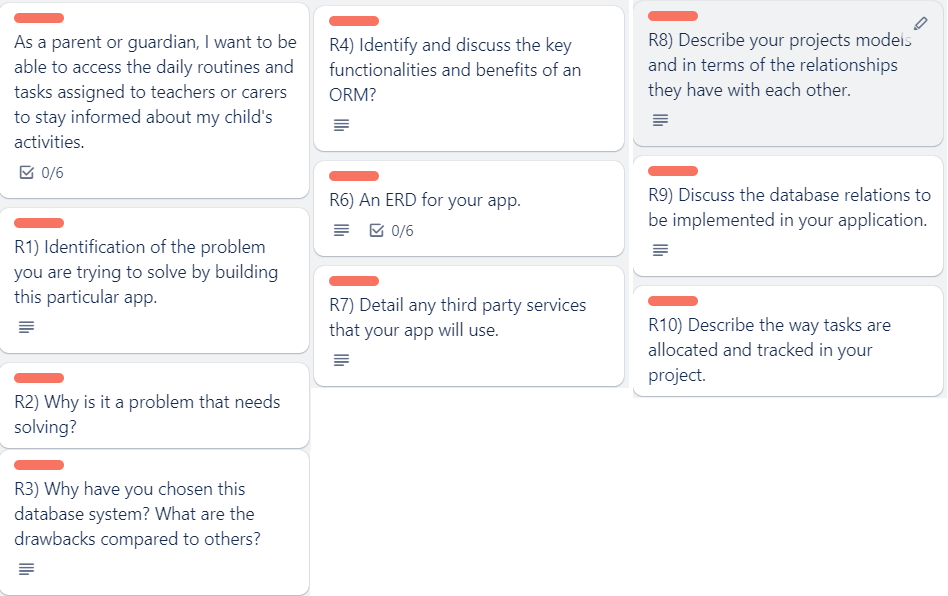 As a parent or guardian, I want to be
able to access the daily routines and
tasks assigned to teachers or carers
to stay informed about my child's
activities.
0/6
R1) Identification of the problem
you are trying to solve by building
this particular app.
R2) Why is it a problem that needs
solving?
R3) Why have you chosen this
database system? What are the
drawbacks compared to others?
R4) Identify and discuss the key
functionalities and benefits of an
ORM?
R6) An ERD for your app.
0/6
R7) Detail any third party services
that your app will use.
R8) Describe your projects models
and in terms of the relationships
they have with each other.
R9) Discuss the database relations to
be implemented in your application.
R10) Describe the way tasks are
allocated and tracked in your
project.